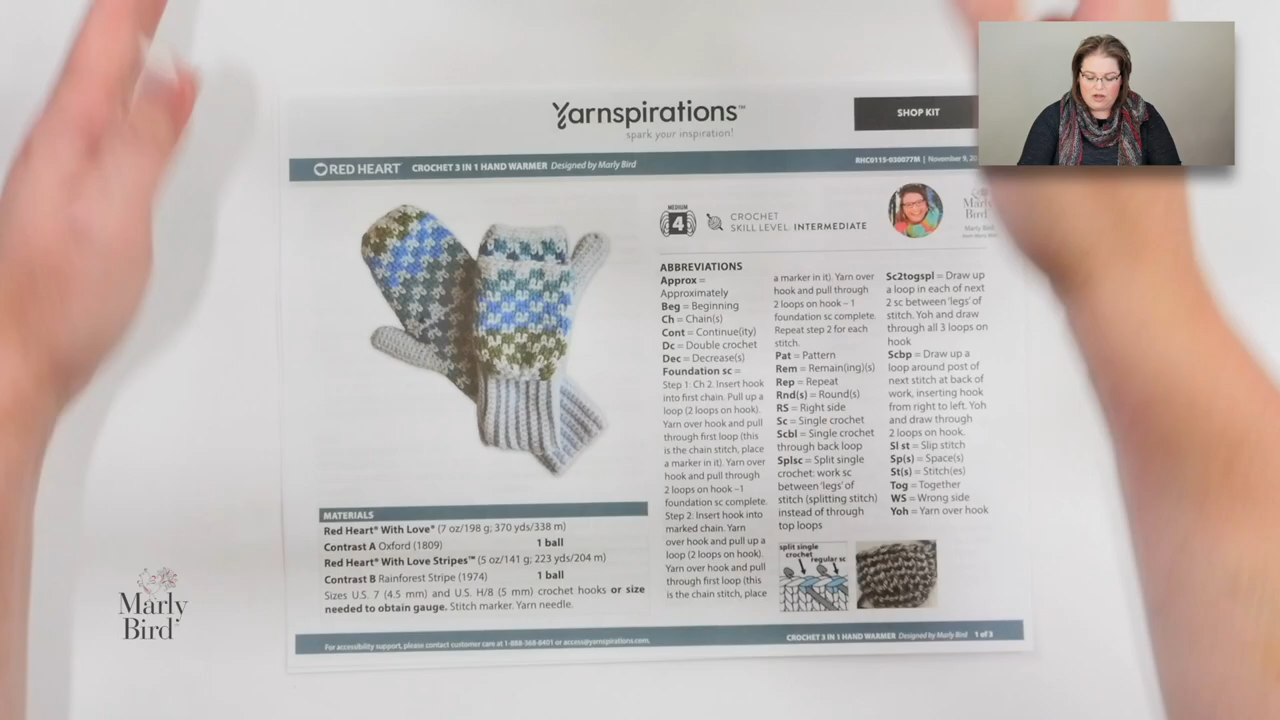 Yarnspirations™
spark your inspiration!
SHOP KIT
RED HEART® CROCHET 3 IN 1 HAND WARMER Designed by Marly Bird
RHC0115-030077M | November 9, 20
MEDIUM
4
CROCHET
SKILL LEVEL: INTERMEDIATE
Marly
Bird
Marly Bird
ABBREVIATIONS
Approx =
Approximately
Beg = Beginning
Ch = Chain(s)
Cont = Continue(ity)
Dc = Double crochet
Dec = Decrease(s)
Foundation sc =
Step 1: Ch 2. Insert hook
into first chain. Pull up a
loop (2 loops on hook).
Yarn over hook and pull
through first loop (this
is the chain stitch, place
a marker in it). Yarn over
hook and pull through
2 loops on hook –1
foundation sc complete.
Step 2: Insert hook into
marked chain. Yarn
over hook and pull up a
loop (2 loops on hook).
Yarn over hook and pull
through first loop (this
is the chain stitch, place
a marker in it). Yarn over
hook and pull through
2 loops on hook – 1
foundation sc complete.
Repeat step 2 for each
stitch.
Pat = Pattern
Rem = Remain(ing)(s)
Rep = Repeat
Rnd(s) = Round(s)
RS = Right side
Sc = Single crochet
Scbl = Single crochet
through back loop
Splsc = Split single
crochet: work sc
between 'legs' of
stitch (splitting stitch)
instead of through
top loops
split single
crochet
regular sc
Sc2togspl = Draw up
a loop in each of next
2 sc between 'legs' of
stitch. Yoh and draw
through all 3 loops on
hook
Scbp = Draw up a
loop around post of
next stitch at back of
work, inserting hook
from right to left. Yoh
and draw through
2 loops on hook.
Sl st = Slip stitch
Sp(s) = Space(s)
St(s) = Stitch(es)
Tog = Together
WS = Wrong side
Yoh = Yarn over hook
MATERIALS
Red Heart® With Love® (7 oz/198 g; 370 yds/338 m)
Contrast A Oxford (1809) 1 ball
Red Heart® With Love Stripes™ (5 oz/141 g; 223 yds/204 m)
Contrast B Rainforest Stripe (1974) 1 ball
Sizes U.S. 7 (4.5 mm) and U.S. H/8 (5 mm) crochet hooks or size
needed to obtain gauge. Stitch marker. Yarn needle.
For accessibility support, please contact customer care at 1-888-368-8401 or access@yarnspirations.com.
CROCHET 3 IN 1 HAND WARMER Designed by Marly Bird 1 of 3
Marly
Bird